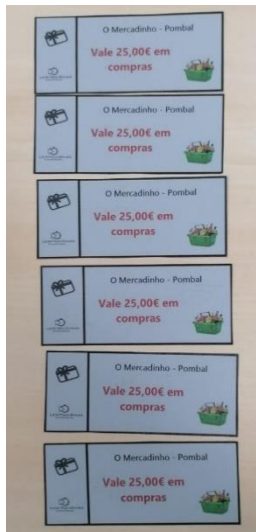 O Mercadinho - Pombal
Vale 25,00€ em
compras
O Mercadinho - Pombal
Vale 25,00€ em
compras
O Mercadinho - Pombal
Vale 25,00€ em
compras
O Mercadinho - Pombal
Vale 25,00€ em
compras
O Mercadinho - Pombal
Vale 25,00€ em
compras
O Mercadinho - Pombal
Vale 25,00€ em
compras